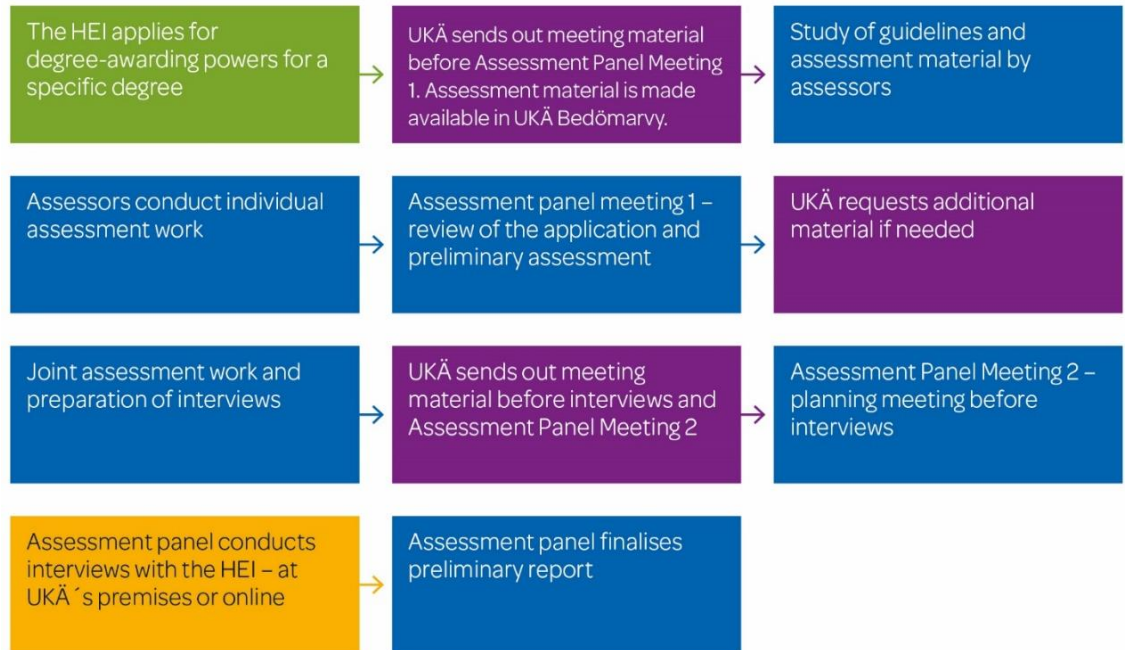 The HEI applies for
degree-awarding powers for a
specific degree
UKÄ sends out meeting material
before Assessment Panel Meeting
1. Assessment material is made
available in UKÄ Bedömarvy.
Study of guidelines and
assessment material by
assessors
Assessors conduct individual
assessment work
Assessment panel meeting 1 –
review of the application and
preliminary assessment
UKÄ requests additional
material if needed
Joint assessment work and
preparation of interviews
UKÄ sends out meeting
material before interviews and
Assessment Panel Meeting 2
Assessment Panel Meeting 2 –
planning meeting before
interviews
Assessment panel conducts
interviews with the HEI – at
UKÄ´s premises or online
Assessment panel finalises
preliminary report